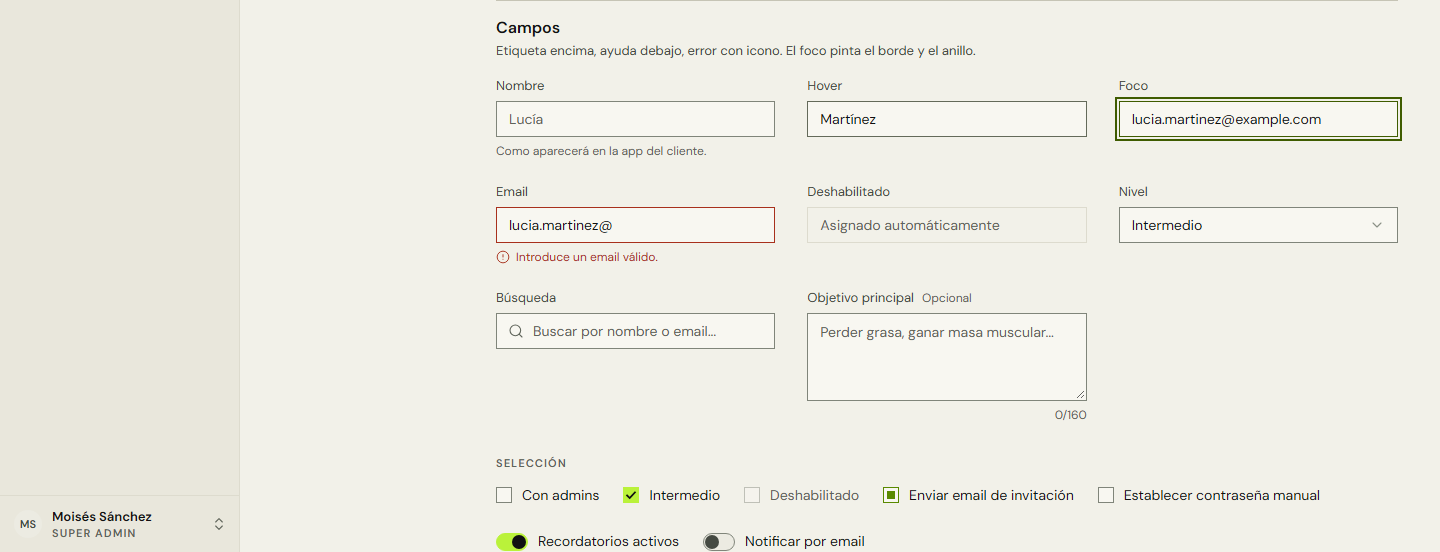 Campos
Etiqueta encima, ayuda debajo, error con icono. El foco pinta el borde y el anillo.
Nombre
Lucía
Como aparecerá en la app del cliente.
Hover
Martínez
Foco
lucia.martinez@example.com
Email
lucia.martinez@
Introduce un email válido.
Deshabilitado
Asignado automáticamente
Nivel
Intermedio
Búsqueda
Buscar por nombre o email...
Objetivo principal Opcional
Perder grasa, ganar masa muscular...
0/160
SELECCIÓN
Con admins
Intermedio
Deshabilitado
Enviar email de invitación
Establecer contraseña manual
Recordatorios activos
Notificar por email
MS
Moisés Sánchez
SUPER ADMIN